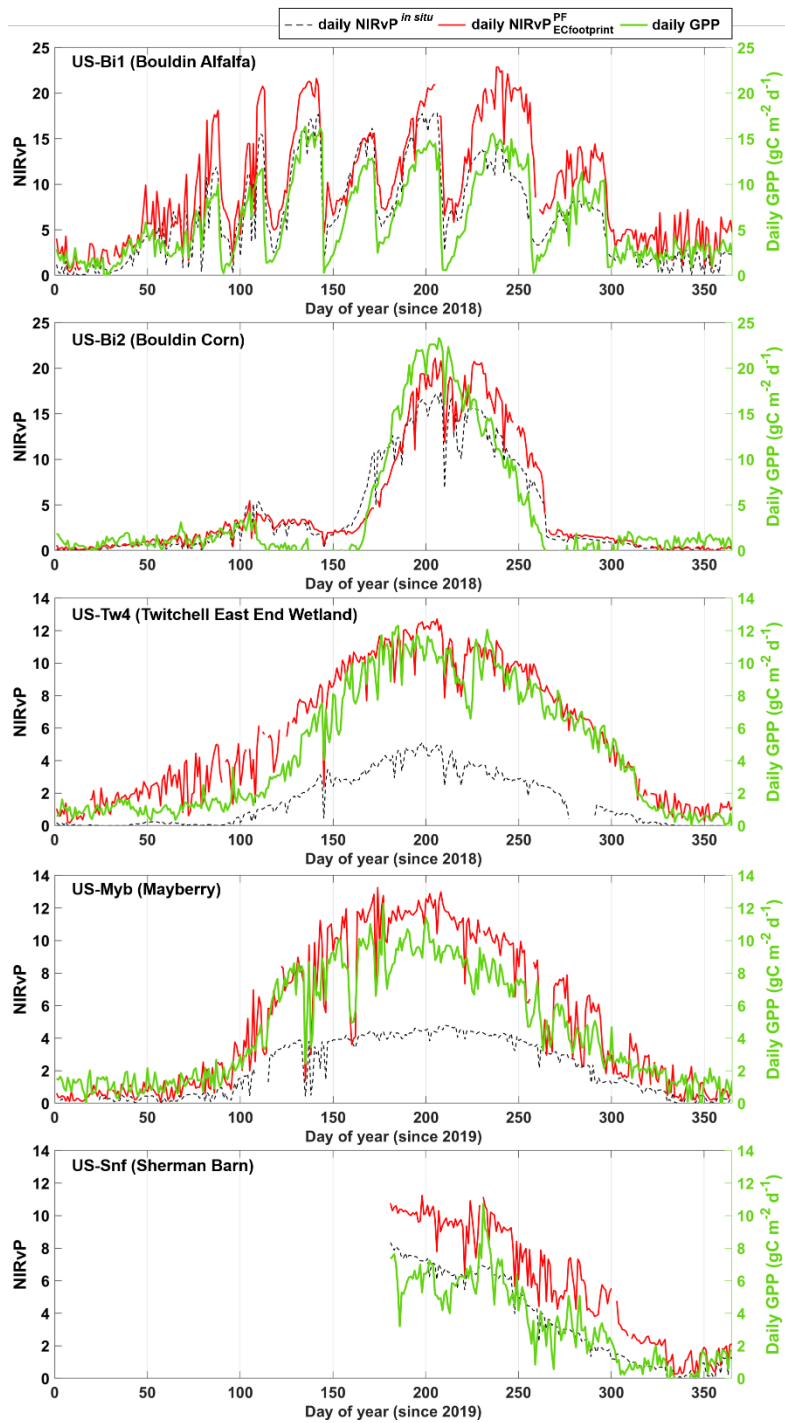 daily NIRvP in situ daily NIRvP PF ECfootprint daily GPP
US-Bi1 (Bouldin Alfalfa)
25 20 15 10 5 0
NIRvP
25 20 15 10 5 0
Daily GPP (gC m-2 d-1)
0 50 100 150 200 250 300 350
Day of year (since 2018)
US-Bi2 (Bouldin Corn)
25 20 15 10 5 0
NIRvP
25 20 15 10 5 0
Daily GPP (gC m-2 d-1)
0 50 100 150 200 250 300 350
Day of year (since 2018)
US-Tw4 (Twitchell East End Wetland)
14 12 10 8 6 4 2 0
NIRvP
14 12 10 8 6 4 2 0
Daily GPP (gC m-2 d-1)
0 50 100 150 200 250 300 350
Day of year (since 2018)
US-Myb (Mayberry)
14 12 10 8 6 4 2 0
NIRvP
14 12 10 8 6 4 2 0
Daily GPP (gC m-2 d-1)
0 50 100 150 200 250 300 350
Day of year (since 2019)
US-Snf (Sherman Barn)
14 12 10 8 6 4 2 0
NIRvP
14 12 10 8 6 4 2 0
Daily GPP (gC m-2 d-1)
0 50 100 150 200 250 300 350
Day of year (since 2019)